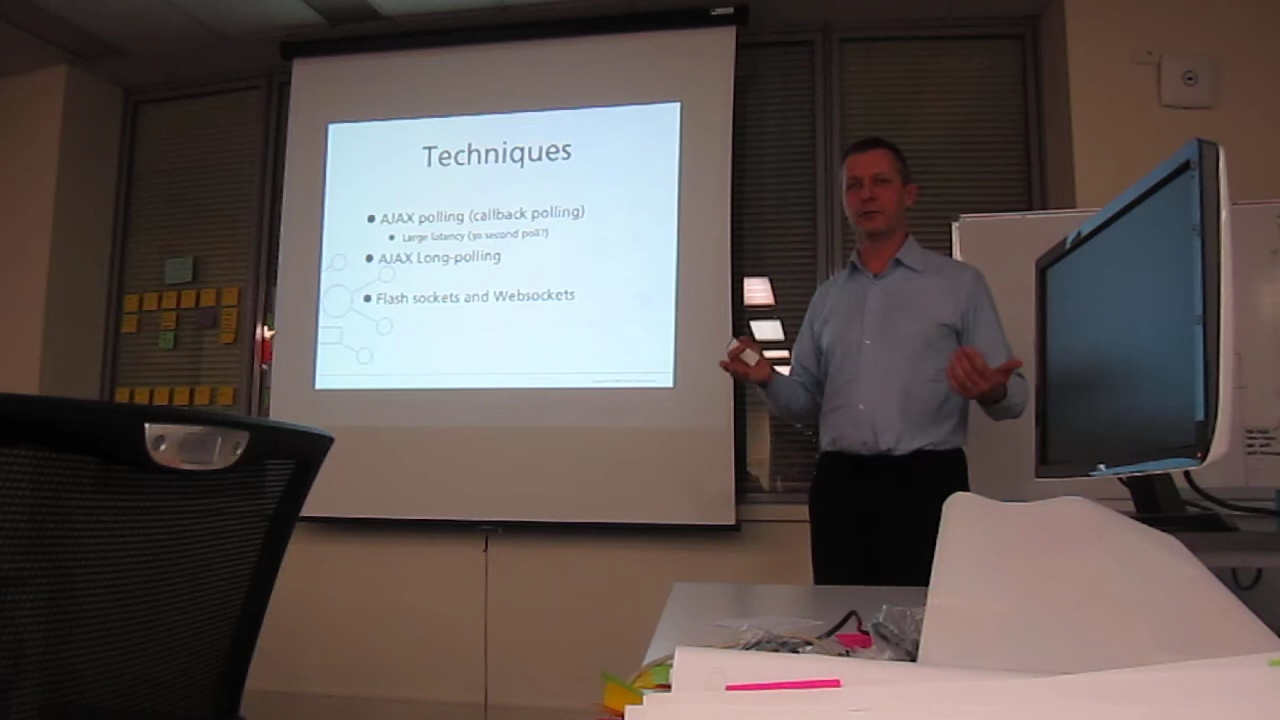 Techniques
AJAX polling (callback polling)
Large latency (30 second poll?)
AJAX Long-polling
Flash sockets and Websockets